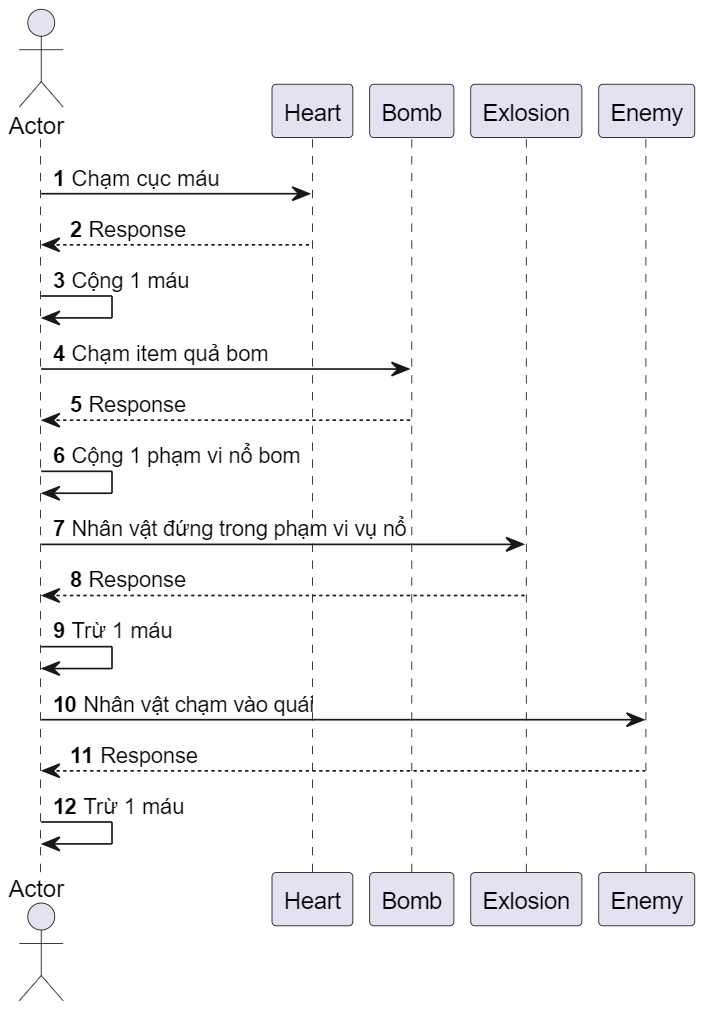 Actor
Heart
Bomb
Exlosion
Enemy
1 Chạm cục máu
2 Response
3 Cộng 1 máu
4 Chạm item quả bom
5 Response
6 Cộng 1 phạm vi nổ bom
7 Nhân vật đứng trong phạm vi vụ nổ
8 Response
9 Trừ 1 máu
10 Nhân vật chạm vào quái
11 Response
12 Trừ 1 máu
Actor
Heart
Bomb
Exlosion
Enemy